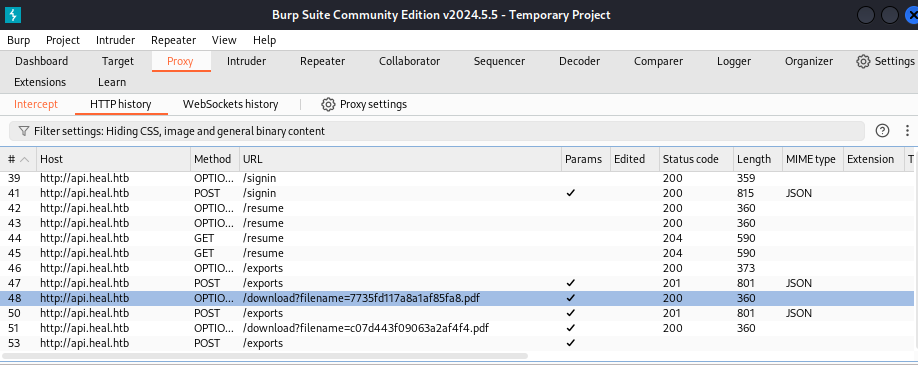 Burp Suite Community Edition v2024.5.5 - Temporary Project
Burp Project Intruder Repeater View Help
Dashboard Target Proxy Intruder Repeater Collaborator Sequencer Decoder Comparer Logger Organizer Settings
Extensions Learn
Intercept HTTP history WebSockets history Proxy settings
Filter settings: Hiding CSS, image and general binary content
# Host Method URL Params Edited Status code Length MIME type Extension T
39 http://api.heal.htb OPTIO... /signin 200 359
41 http://api.heal.htb POST /signin ✓ 200 815 JSON
42 http://api.heal.htb OPTIO... /resume 200 360
43 http://api.heal.htb OPTIO... /resume 200 360
44 http://api.heal.htb GET /resume 204 590
45 http://api.heal.htb GET /resume 204 590
46 http://api.heal.htb OPTIO... /exports 200 373
47 http://api.heal.htb POST /exports ✓ 201 801 JSON
48 http://api.heal.htb OPTIO... /download?filename=7735fd117a8a1af85fa8.pdf ✓ 200 360
50 http://api.heal.htb POST /exports ✓ 201 801 JSON
51 http://api.heal.htb OPTIO... /download?filename=c07d443f09063a2af4f4.pdf ✓ 200 360
53 http://api.heal.htb POST /exports ✓